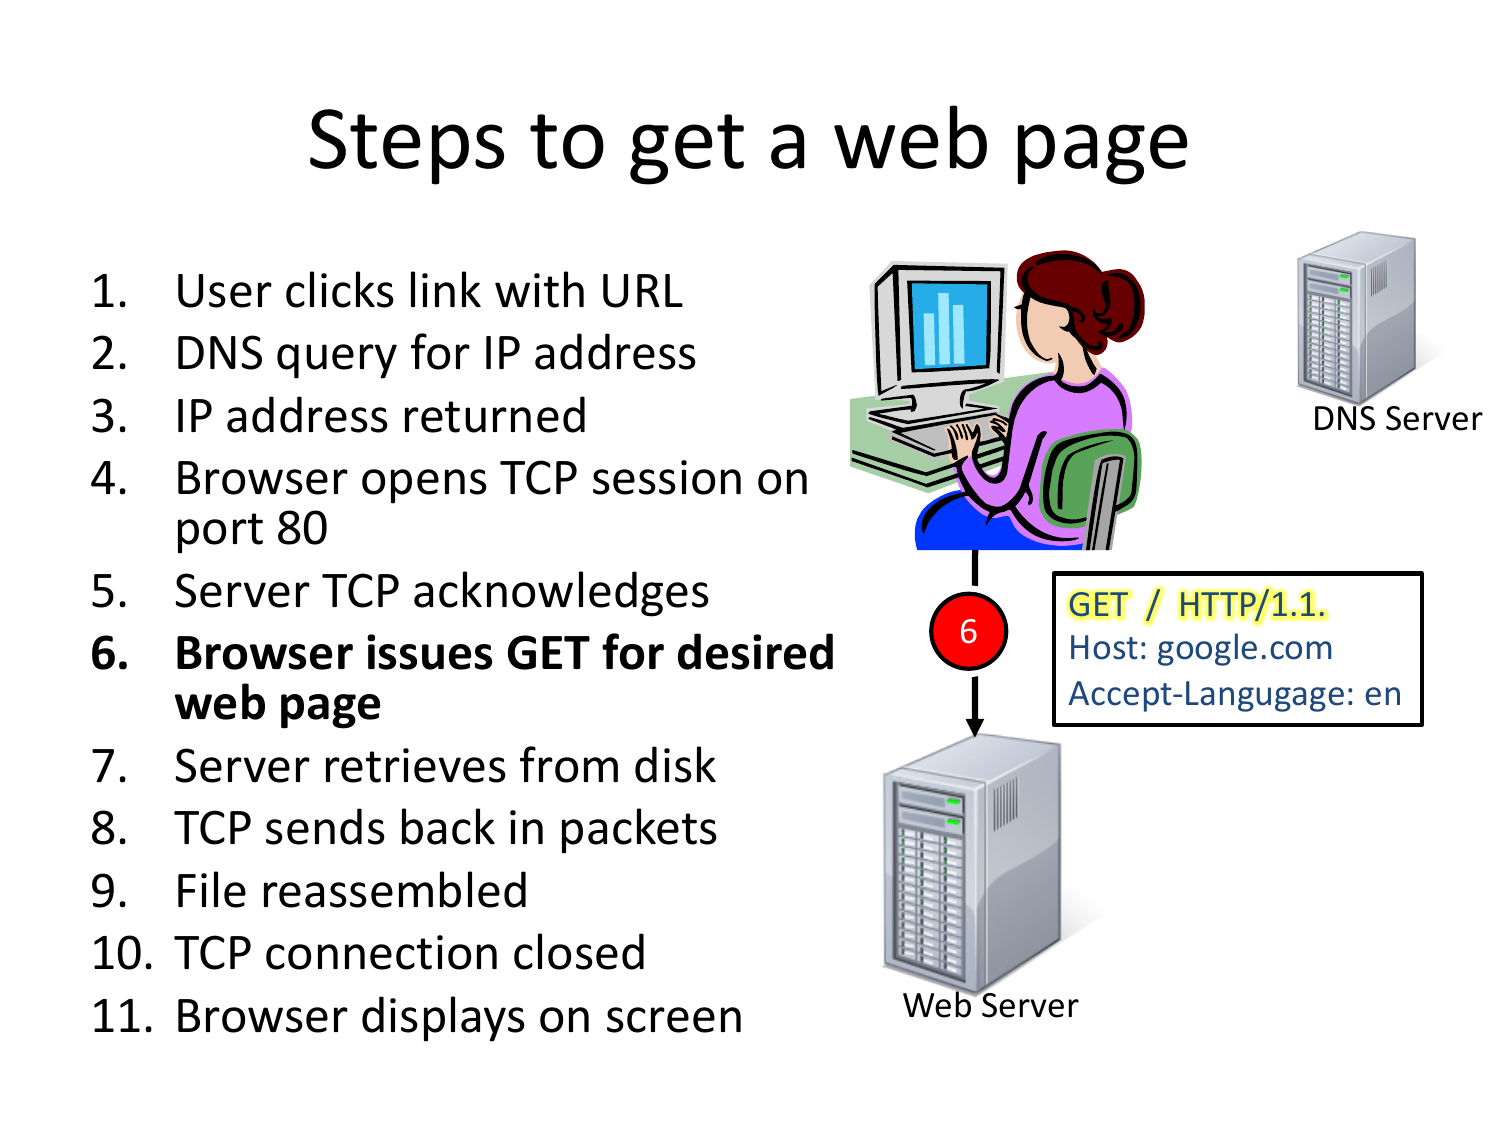 Steps to get a web page
1. User clicks link with URL
2. DNS query for IP address
3. IP address returned
4. Browser opens TCP session on
port 80
5. Server TCP acknowledges
6. Browser issues GET for desired
web page
7. Server retrieves from disk
8. TCP sends back in packets
9. File reassembled
10. TCP connection closed
11. Browser displays on screen
DNS Server
6
GET / HTTP/1.1.
Host: google.com
Accept-Langugage: en
Web Server